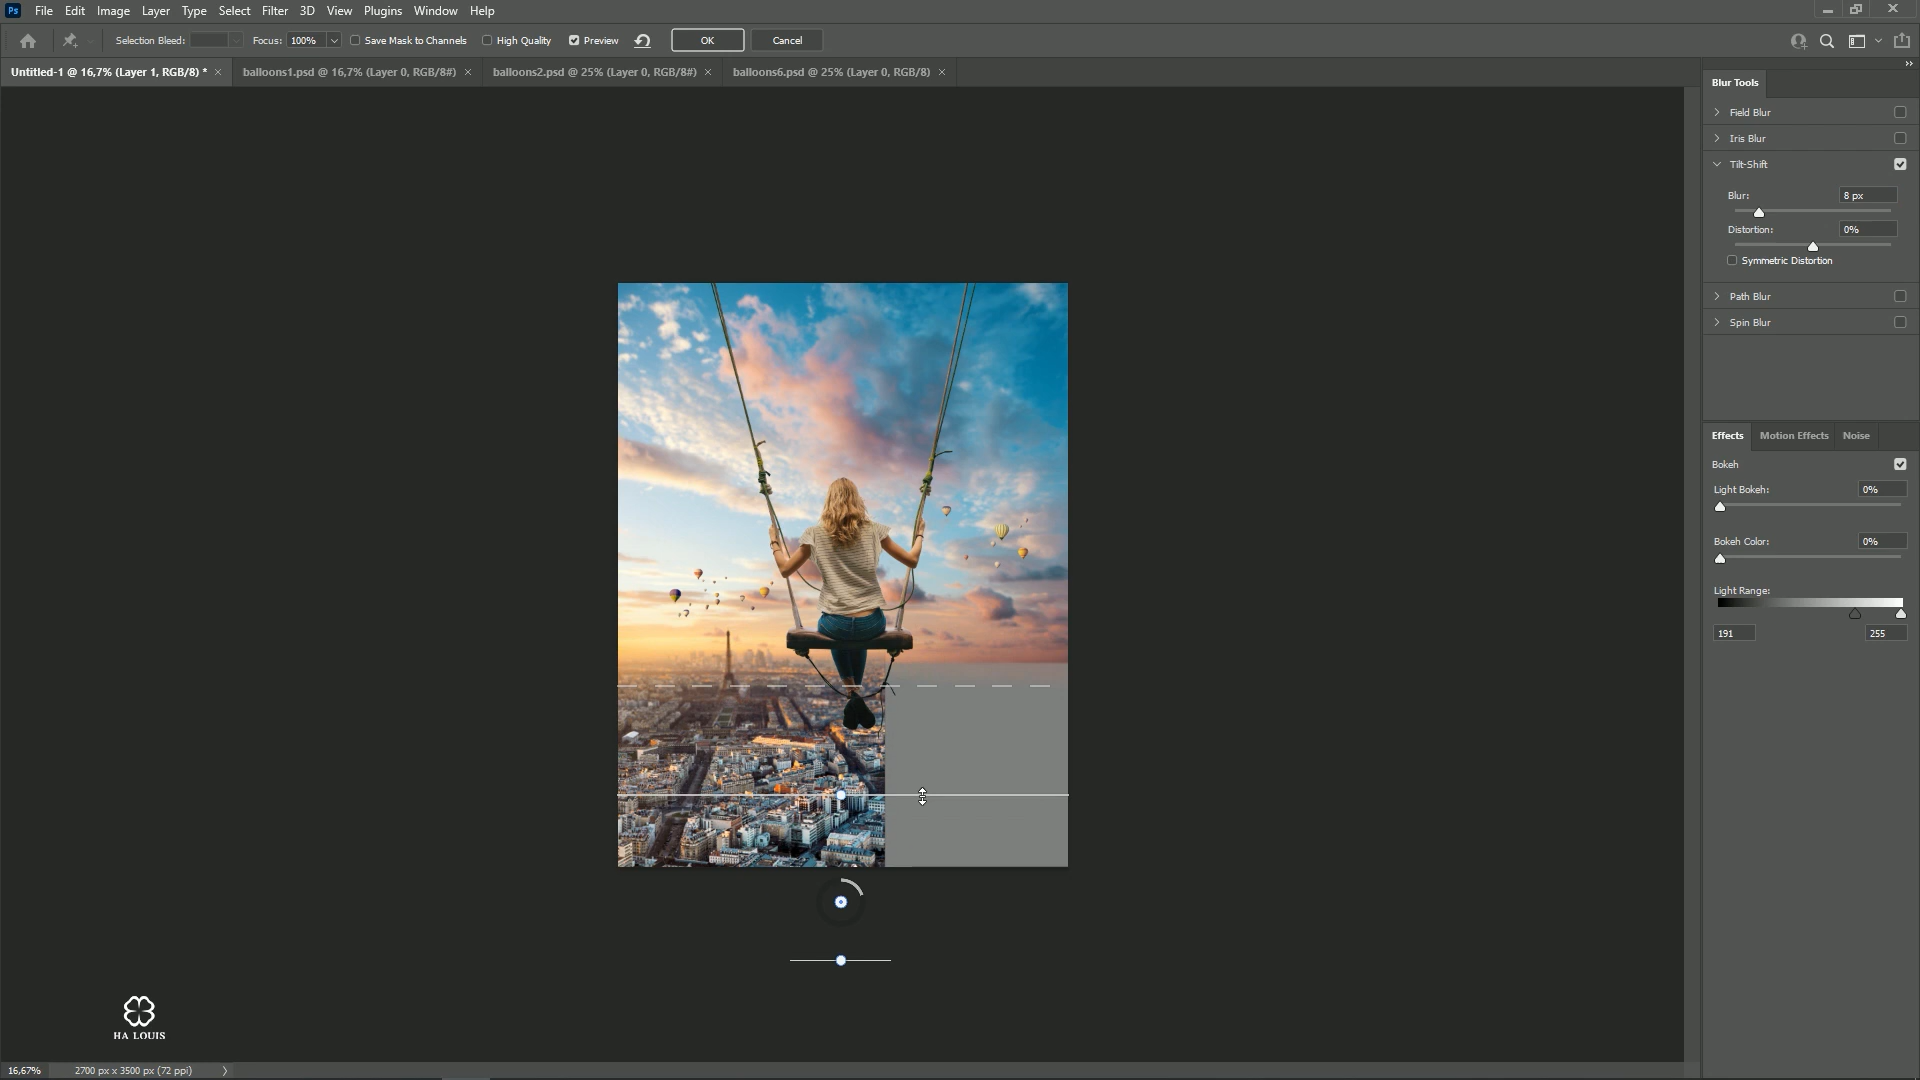 Ps File Edit Image Layer Type Select Filter 3D View Plugins Window Help
Selection Bleed: Focus: 100% Save Mask to Channels High Quality Preview OK Cancel
Untitled-1 @ 16,7% (Layer 1, RGB/8) * × balloons1.psd @ 16,7% (Layer 0, RGB/8#) × balloons2.psd @ 25% (Layer 0, RGB/8#) × balloons6.psd @ 25% (Layer 0, RGB/8) ×
Blur Tools
Field Blur
Iris Blur
Tilt-Shift
Blur: 8 px
Distortion: 0%
Symmetric Distortion
Path Blur
Spin Blur
Effects Motion Effects Noise
Bokeh
Light Bokeh: 0%
Bokeh Color: 0%
Light Range:
191 255
HA LOUIS
16,67% 2700 px x 3500 px (72 ppi)